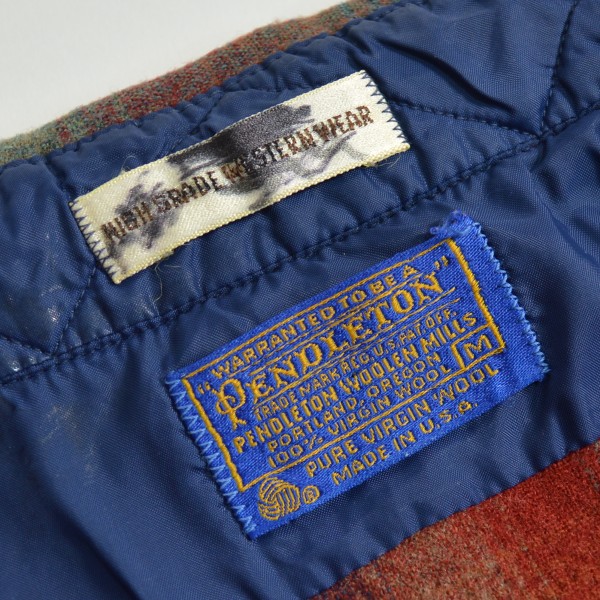 HIGH GRADE WESTERN WEAR
"WARRANTED TO BE A
PENDLETON"
TRADE MARK REG. U.S. PAT. OFF.
PENDLETON WOOLEN MILLS
PORTLAND, OREGON
100% VIRGIN WOOL
M
PURE VIRGIN WOOL
®
MADE IN U.S.A.